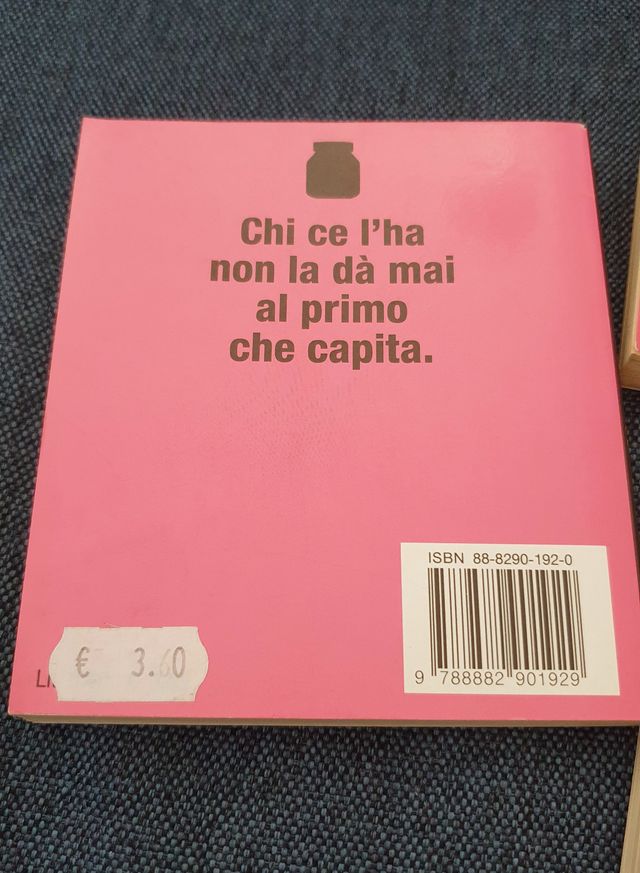 Chi ce l'ha
non la dà mai
al primo
che capita.
ISBN 88-8290-192-0
9 788882 901929
€ 3.60